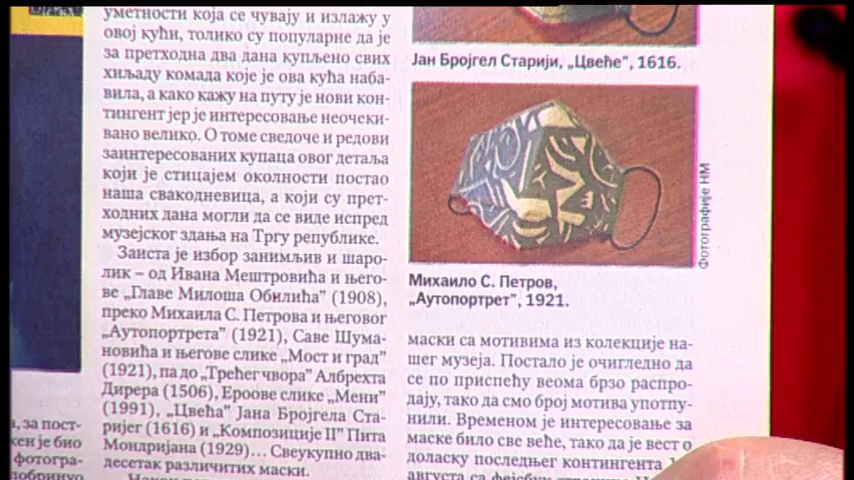 уметности која се чувају и излажу у
овој кући, толико су популарне да је
за претходна два дана купљено свих
хиљаду комада које је ова кућа наба-
вила, а како кажу на путу је нови кон-
тингент јер је интересовање неочеки-
вано велико. О томе сведоче и редови
заинтересованих купаца овог детаља
који је стицајем околности постао
наша свакодневица, а који су прет-
ходних дана могли да се виде испред
музејског здања на Тргу републике.
Заиста је избор занимљив и шаро-
лик – од Ивана Мештровића и њего-
ве „Главе Милоша Обилића" (1908),
преко Михаила С. Петрова и његовог
„Аутопортрета" (1921), Саве Шума-
новића и његове слике „Мост и град"
(1921), па до „Трећег чвора" Албрехта
Дирера (1506), Ероове слике „Мени"
(1991), „Цвећа" Јана Бројгела Ста-
ријег (1616) и „Композиције II" Пита
Мондријана (1929)... Свеукупно два-
десетак различитих маски.
Јан Бројгел Старији, „Цвеће", 1616.
Фотографије НМ
Михаило С. Петров,
„Аутопортрет", 1921.
маски са мотивима из колекције на-
шег музеја. Постало је очигледно да
се по приспећу веома брзо распро-
дају, тако да смо број мотива употпу-
нили. Временом је интересовање за
маске било све веће, тако да је вест о
доласку последњег контингента
августа са фејсбук
а, за пост-
кен је био
фотогра-
добринуо